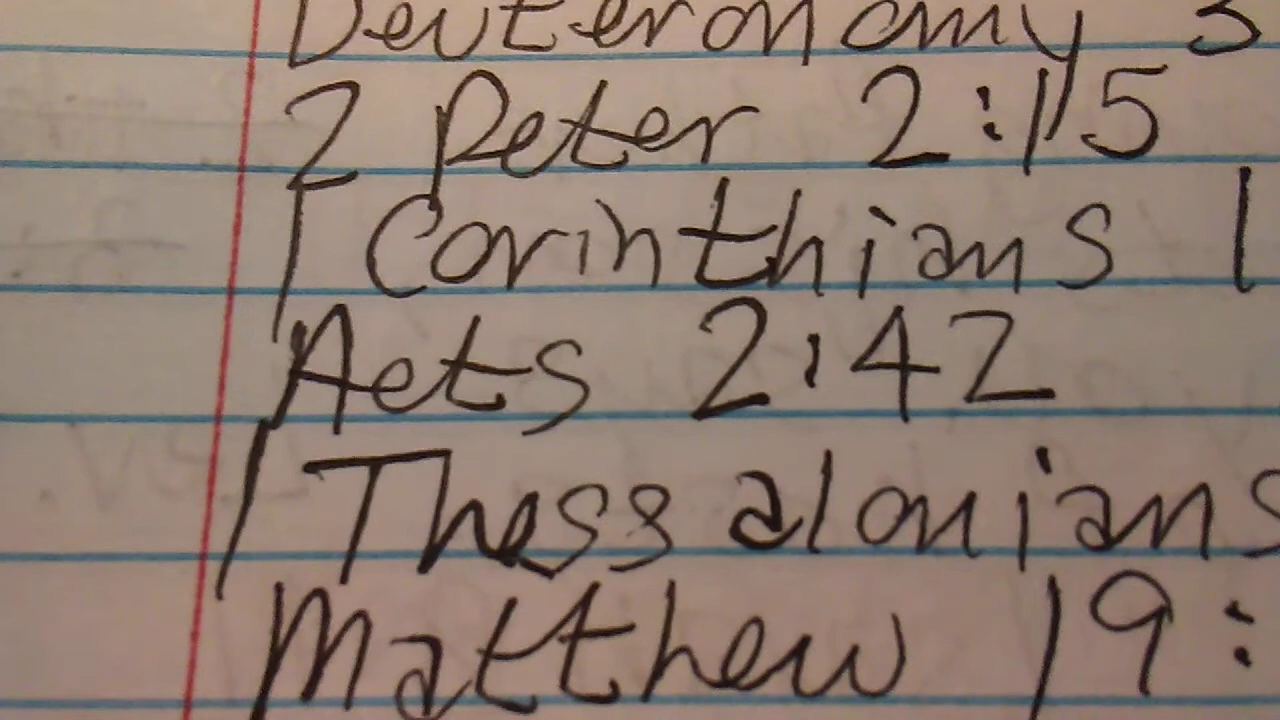 Deuteronomy 3
2 Peter 2:15
1 Corinthians 1
Acts 2:42
1 Thessalonians
Matthew 19: